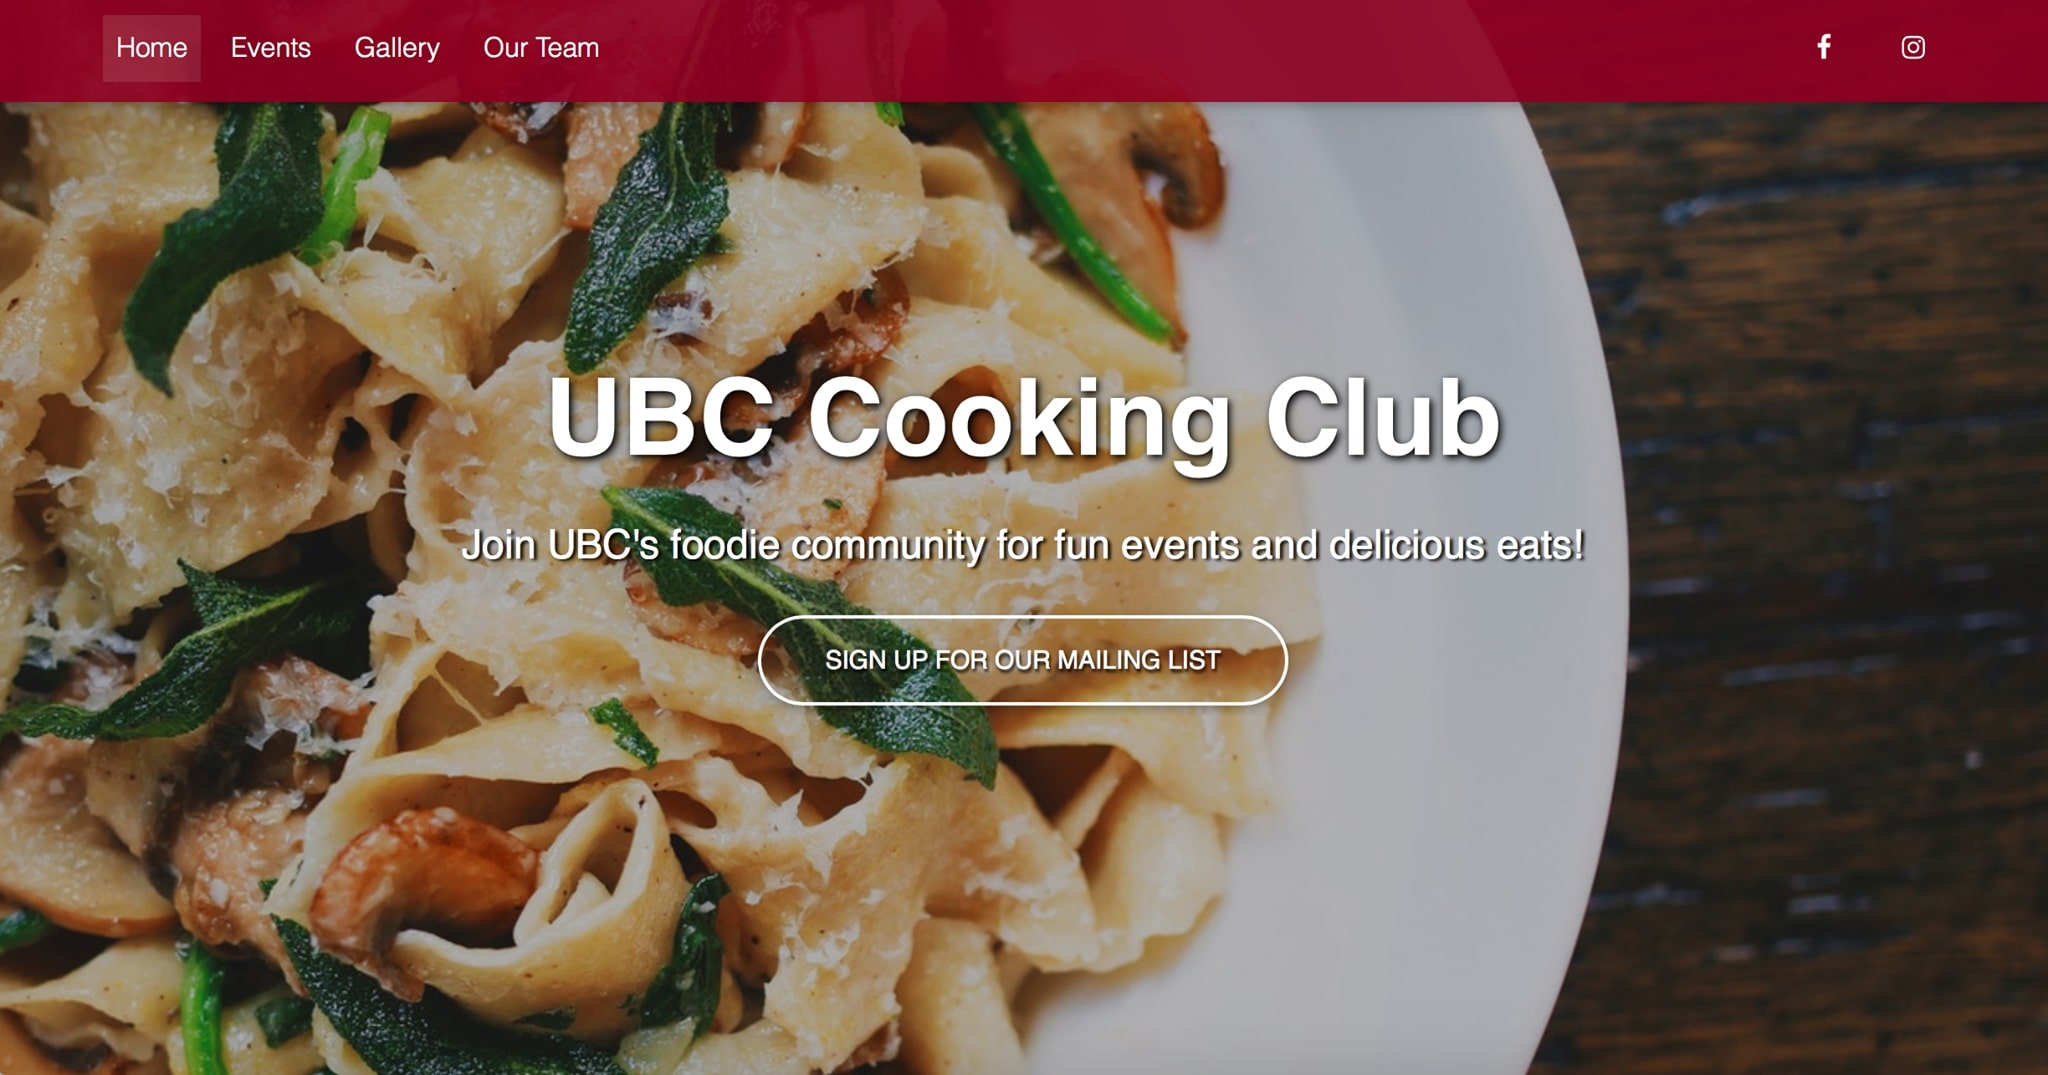 Home Events Gallery Our Team
UBC Cooking Club
Join UBC's foodie community for fun events and delicious eats!
SIGN UP FOR OUR MAILING LIST